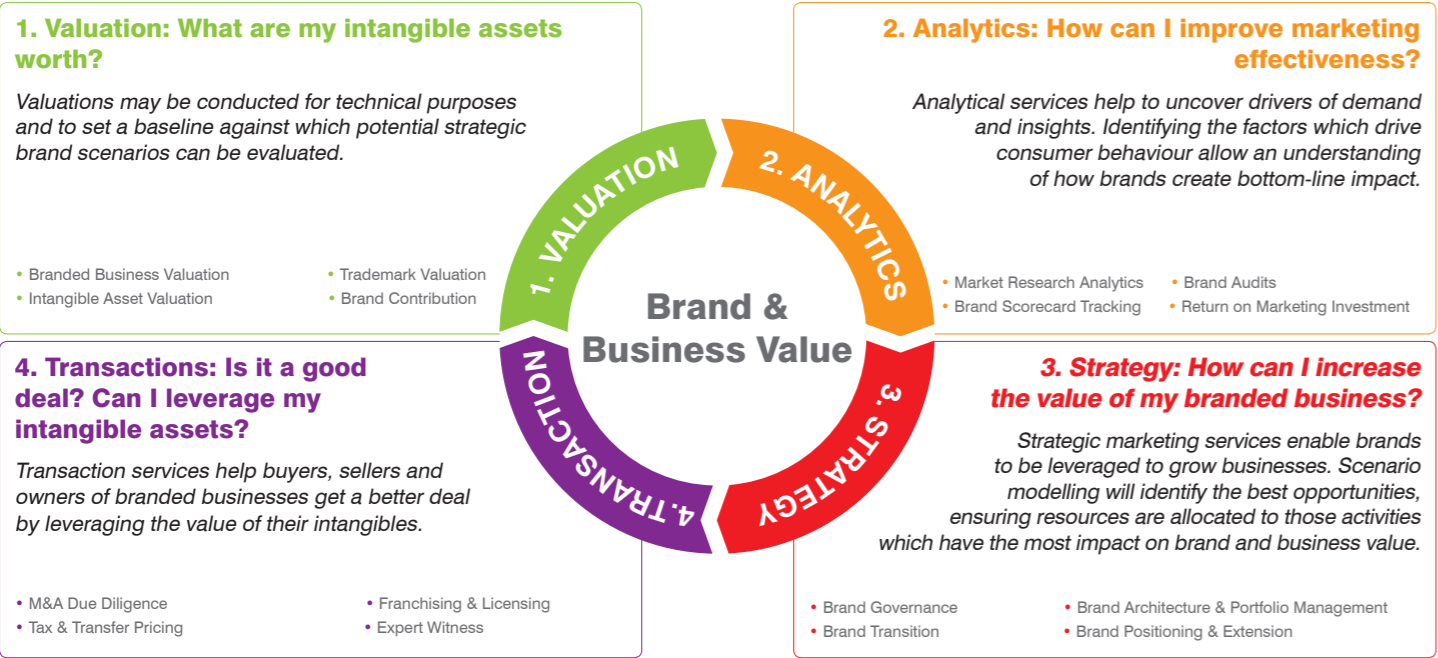 1. Valuation: What are my intangible assets
worth?
Valuations may be conducted for technical purposes
and to set a baseline against which potential strategic
brand scenarios can be evaluated.
• Branded Business Valuation
• Trademark Valuation
• Intangible Asset Valuation
• Brand Contribution
2. Analytics: How can I improve marketing
effectiveness?
Analytical services help to uncover drivers of demand
and insights. Identifying the factors which drive
consumer behaviour allow an understanding
of how brands create bottom-line impact.
• Market Research Analytics
• Brand Audits
• Brand Scorecard Tracking
• Return on Marketing Investment
1. VALUATION
2. ANALYTICS
Brand &
Business Value
4.TRANSACTION
3. STRATEGY
4. Transactions: Is it a good
deal? Can I leverage my
intangible assets?
Transaction services help buyers, sellers and
owners of branded businesses get a better deal
by leveraging the value of their intangibles.
• M&A Due Diligence
• Franchising & Licensing
• Tax & Transfer Pricing
• Expert Witness
3. Strategy: How can I increase
the value of my branded business?
Strategic marketing services enable brands
to be leveraged to grow businesses. Scenario
modelling will identify the best opportunities,
ensuring resources are allocated to those activities
which have the most impact on brand and business value.
• Brand Governance
• Brand Architecture & Portfolio Management
• Brand Transition
• Brand Positioning & Extension